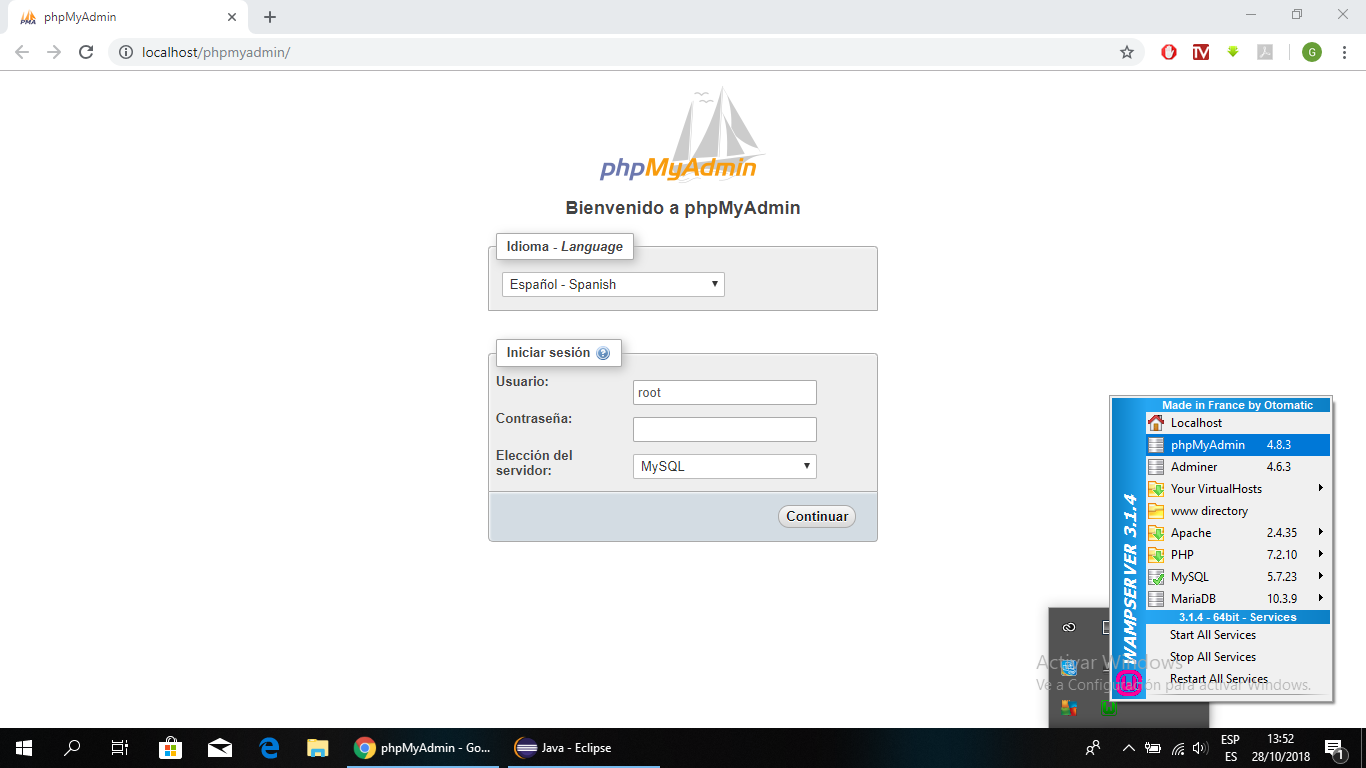 phpMyAdmin
localhost/phpmyadmin/
G
phpMyAdmin
Bienvenido a phpMyAdmin
Idioma - Language
Español - Spanish
Iniciar sesión
Usuario:
root
Contraseña:
Elección del
servidor:
MySQL
Continuar
Made in France by Otomatic
Localhost
phpMyAdmin 4.8.3
Adminer 4.6.3
Your VirtualHosts
www directory
Apache 2.4.35
PHP 7.2.10
MySQL 5.7.23
MariaDB 10.3.9
3.1.4 - 64bit - Services
Start All Services
Stop All Services
Restart All Services
WAMPSERVER 3.1.4
Activar Windows
Ve a Configuración para activar Windows.
phpMyAdmin - Go...
Java - Eclipse
ESP
ES
13:52
28/10/2018
1